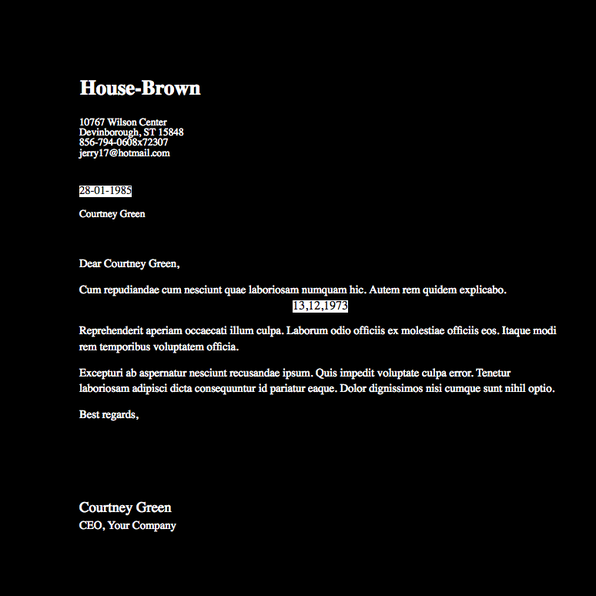 House-Brown
10767 Wilson Center
Devinborough, ST 15848
856-794-0608x72307
jerry17@hotmail.com
28-01-1985
Courtney Green
Dear Courtney Green,
Cum repudiandae cum nesciunt quae laboriosam numquam hic. Autem rem quidem explicabo.
13,12,1973
Reprehenderit aperiam occaecati illum culpa. Laborum odio officiis ex molestiae officiis eos. Itaque modi
rem temporibus voluptatem officia.
Excepturi ab aspernatur nesciunt recusandae ipsum. Quis impedit voluptate culpa error. Tenetur
laboriosam adipisci dicta consequuntur id pariatur eaque. Dolor dignissimos nisi cumque sunt nihil optio.
Best regards,
Courtney Green
CEO, Your Company